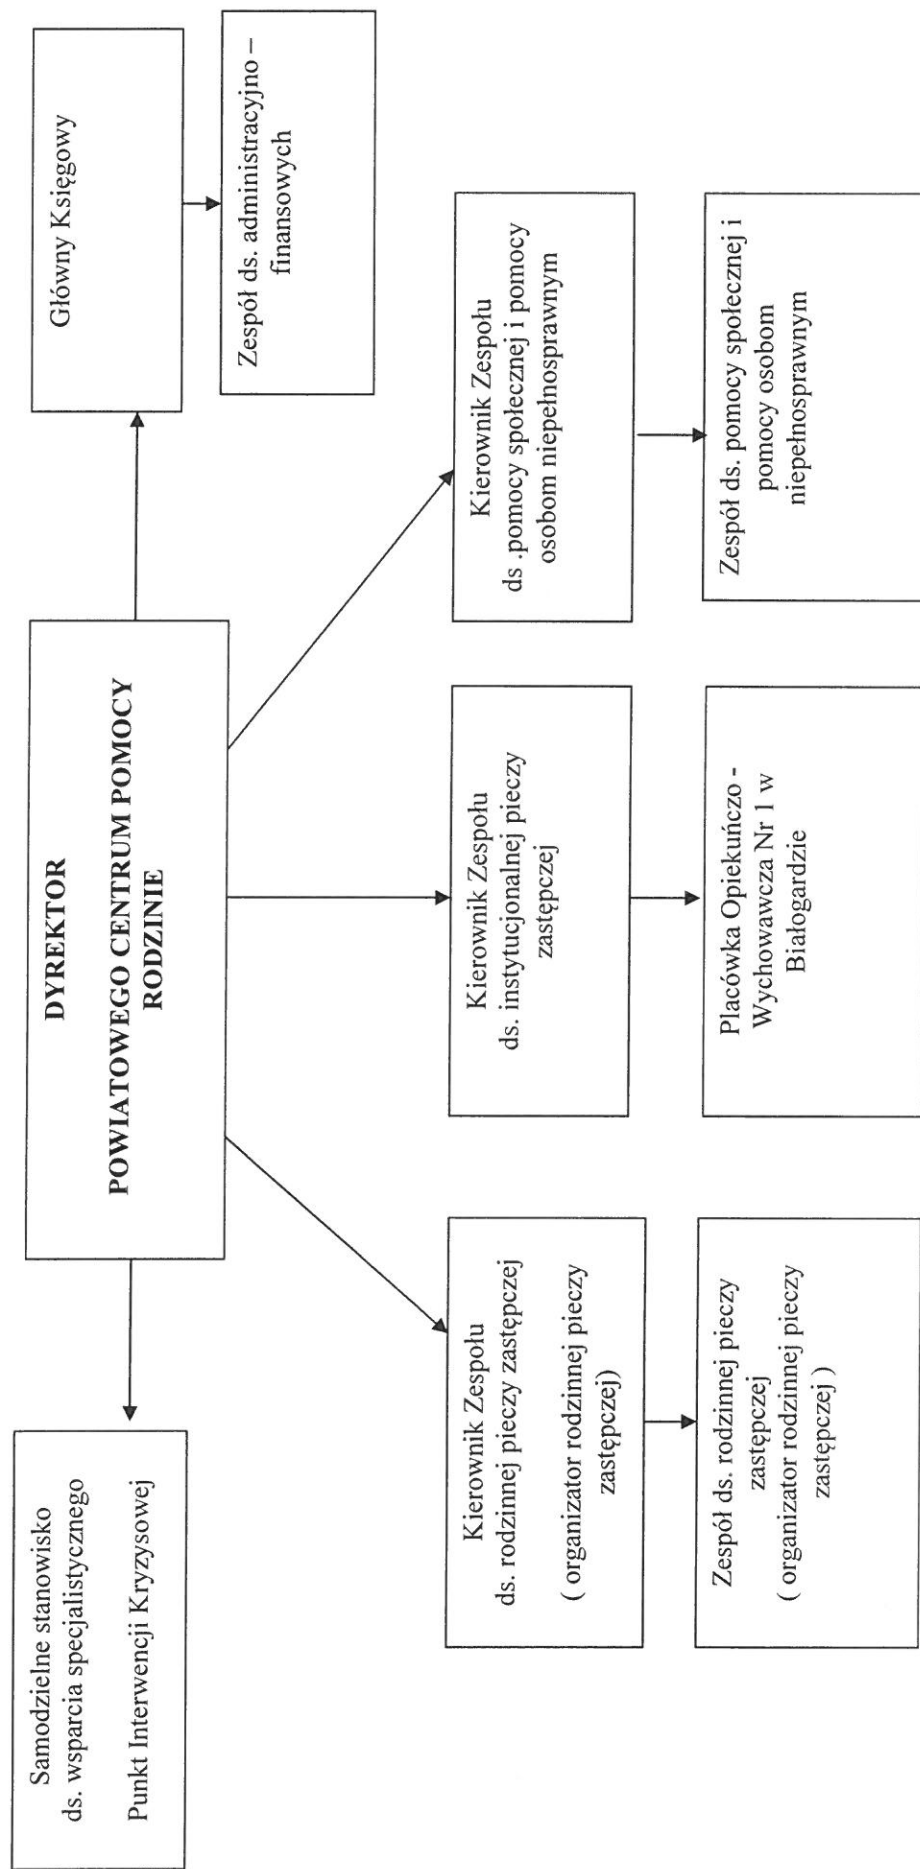 Samodzielne stanowisko
ds. wsparcia specjalistycznego
Punkt Interwencji Kryzysowej
DYREKTOR
POWIATOWEGO CENTRUM POMOCY
RODZINIE
Główny Księgowy
Zespół ds. administracyjno –
finansowych
Kierownik Zespołu
ds. rodzinnej pieczy zastępczej
( organizator rodzinnej pieczy
zastępczej)
Kierownik Zespołu
ds. instytucjonalnej pieczy
zastępczej
Kierownik Zespołu
ds .pomocy społecznej i pomocy
osobom niepełnosprawnym
Zespół ds. rodzinnej pieczy
zastępczej
( organizator rodzinnej pieczy
zastępczej )
Placówka Opiekuńczo -
Wychowawcza Nr 1 w
Białogardzie
Zespół ds. pomocy społecznej i
pomocy osobom
niepełnosprawnym